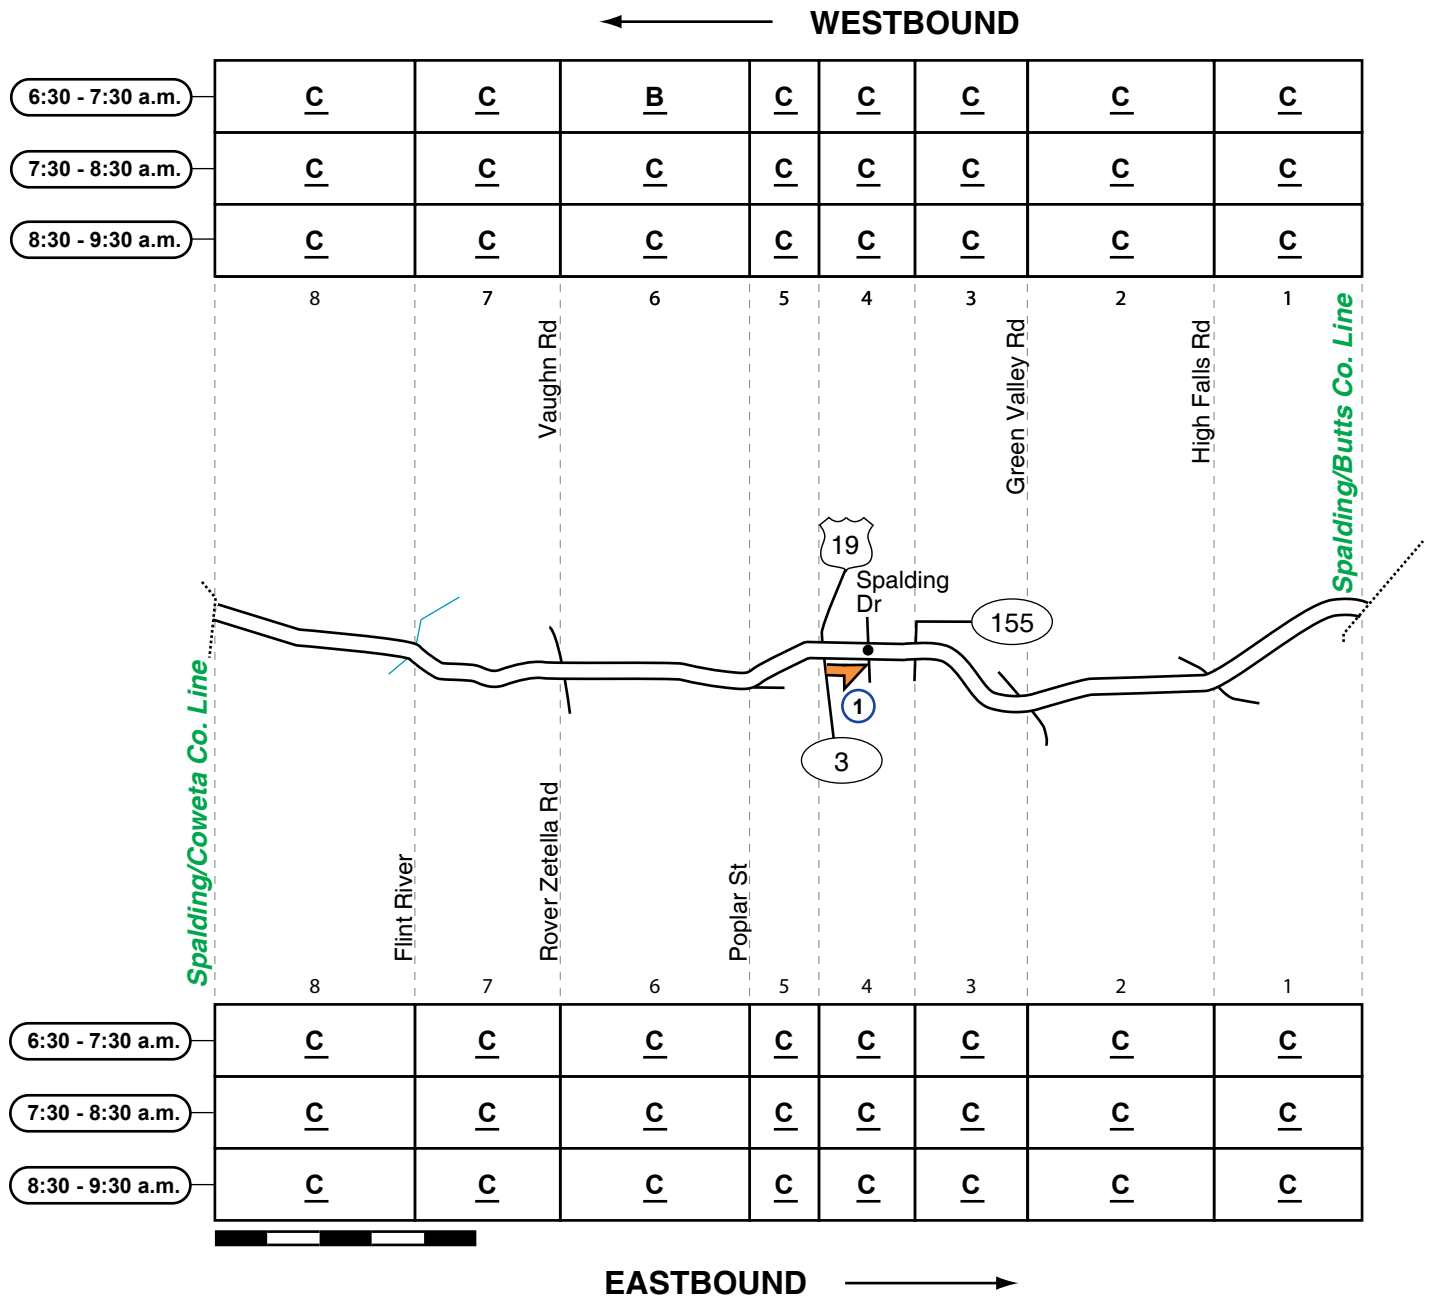 WESTBOUND
6:30 - 7:30 a.m. C C B C C C C C
7:30 - 8:30 a.m. C C C C C C C C
8:30 - 9:30 a.m. C C C C C C C C
8 7 6 5 4 3 2 1
Vaughn Rd
Green Valley Rd
High Falls Rd
Spalding/Butts Co. Line
19
Spalding
Dr
155
1
3
Spalding/Coweta Co. Line
Flint River
Rover Zetella Rd
Poplar St
8 7 6 5 4 3 2 1
6:30 - 7:30 a.m. C C C C C C C C
7:30 - 8:30 a.m. C C C C C C C C
8:30 - 9:30 a.m. C C C C C C C C
EASTBOUND